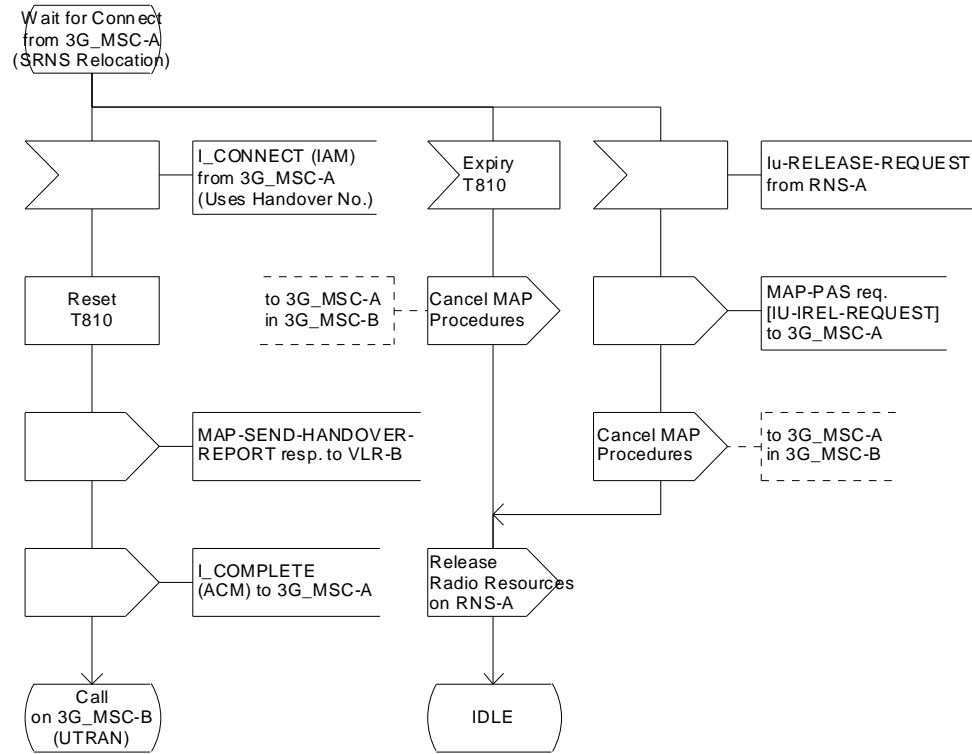 Wait for Connect
from 3G_MSC-A
(SRNS Relocation)
I_CONNECT (IAM)
from 3G_MSC-A
(Uses Handover No.)
Expiry
T810
Iu-RELEASE-REQUEST
from RNS-A
Reset
T810
to 3G_MSC-A
in 3G_MSC-B
Cancel MAP
Procedures
MAP-PAS req.
[IU-IREL-REQUEST]
to 3G_MSC-A
MAP-SEND-HANDOVER-
REPORT resp. to VLR-B
Cancel MAP
Procedures
to 3G_MSC-A
in 3G_MSC-B
I_COMPLETE
(ACM) to 3G_MSC-A
Release
Radio Resources
on RNS-A
Call
on 3G_MSC-B
(UTRAN)
IDLE